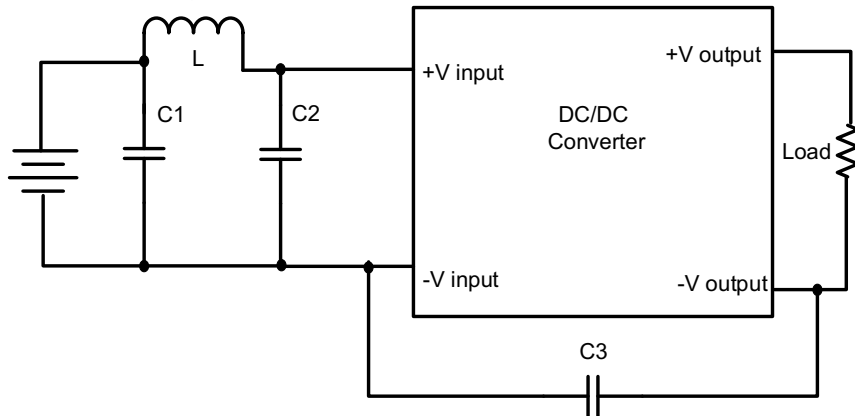 L
+V input
+V output
C1
C2
DC/DC
Converter
Load
-V input
-V output
C3